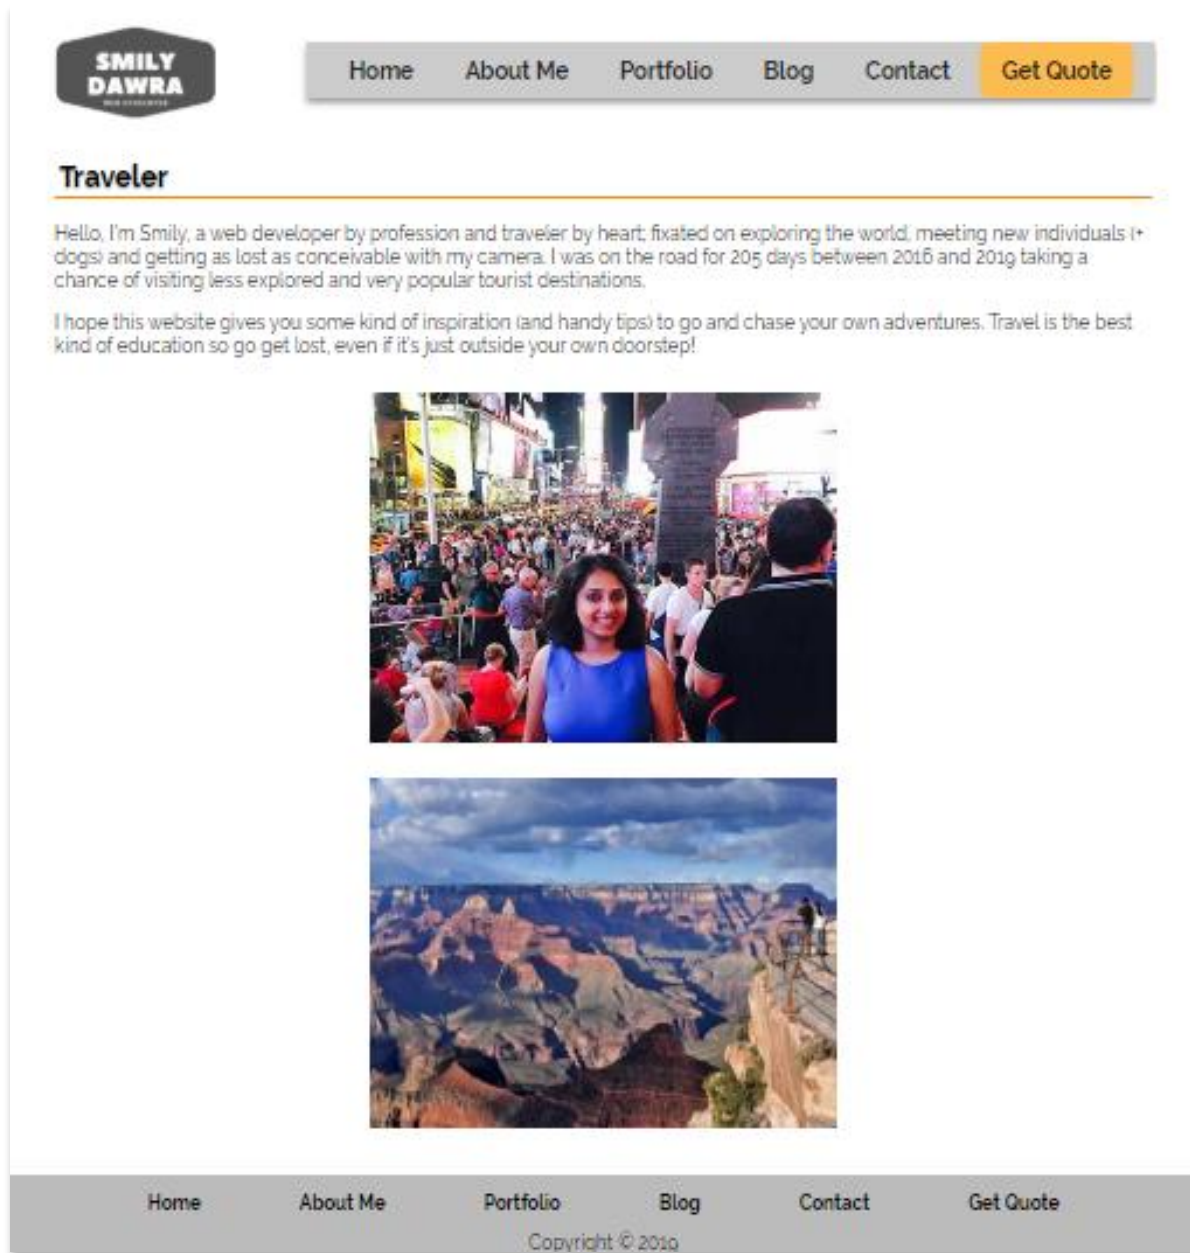 SMILY
DAWRA
Home About Me Portfolio Blog Contact Get Quote
Traveler
Hello, I'm Smily, a web developer by profession and traveler by heart, fixated on exploring the world, meeting new individuals (+
dogs) and getting as lost as conceivable with my camera. I was on the road for 205 days between 2016 and 2019 taking a
chance of visiting less explored and very popular tourist destinations.
I hope this website gives you some kind of inspiration (and handy tips) to go and chase your own adventures. Travel is the best
kind of education so go get lost, even if it's just outside your own doorstep!
Home About Me Portfolio Blog Contact Get Quote
Copyright © 2019